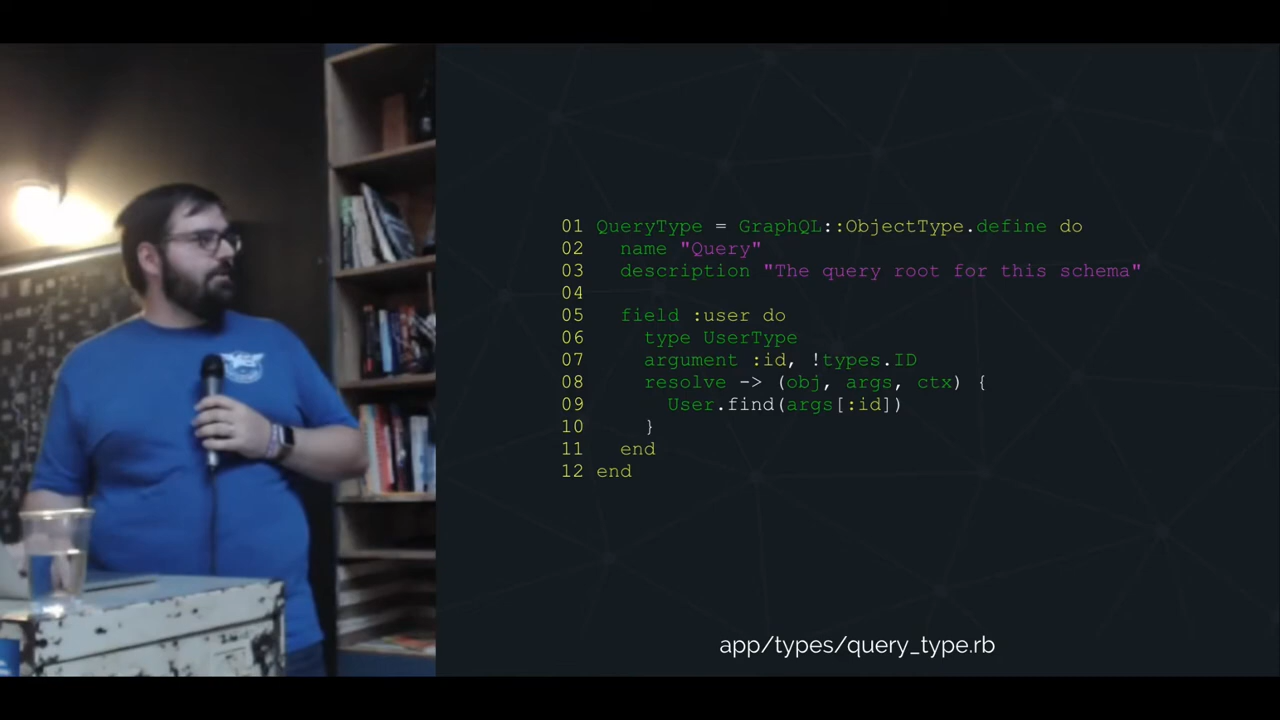 01 QueryType = GraphQL::ObjectType.define do
02   name "Query"
03   description "The query root for this schema"
04
05   field :user do
06     type UserType
07     argument :id, !types.ID
08     resolve -> (obj, args, ctx) {
09       User.find(args[:id])
10     }
11   end
12 end
app/types/query_type.rb